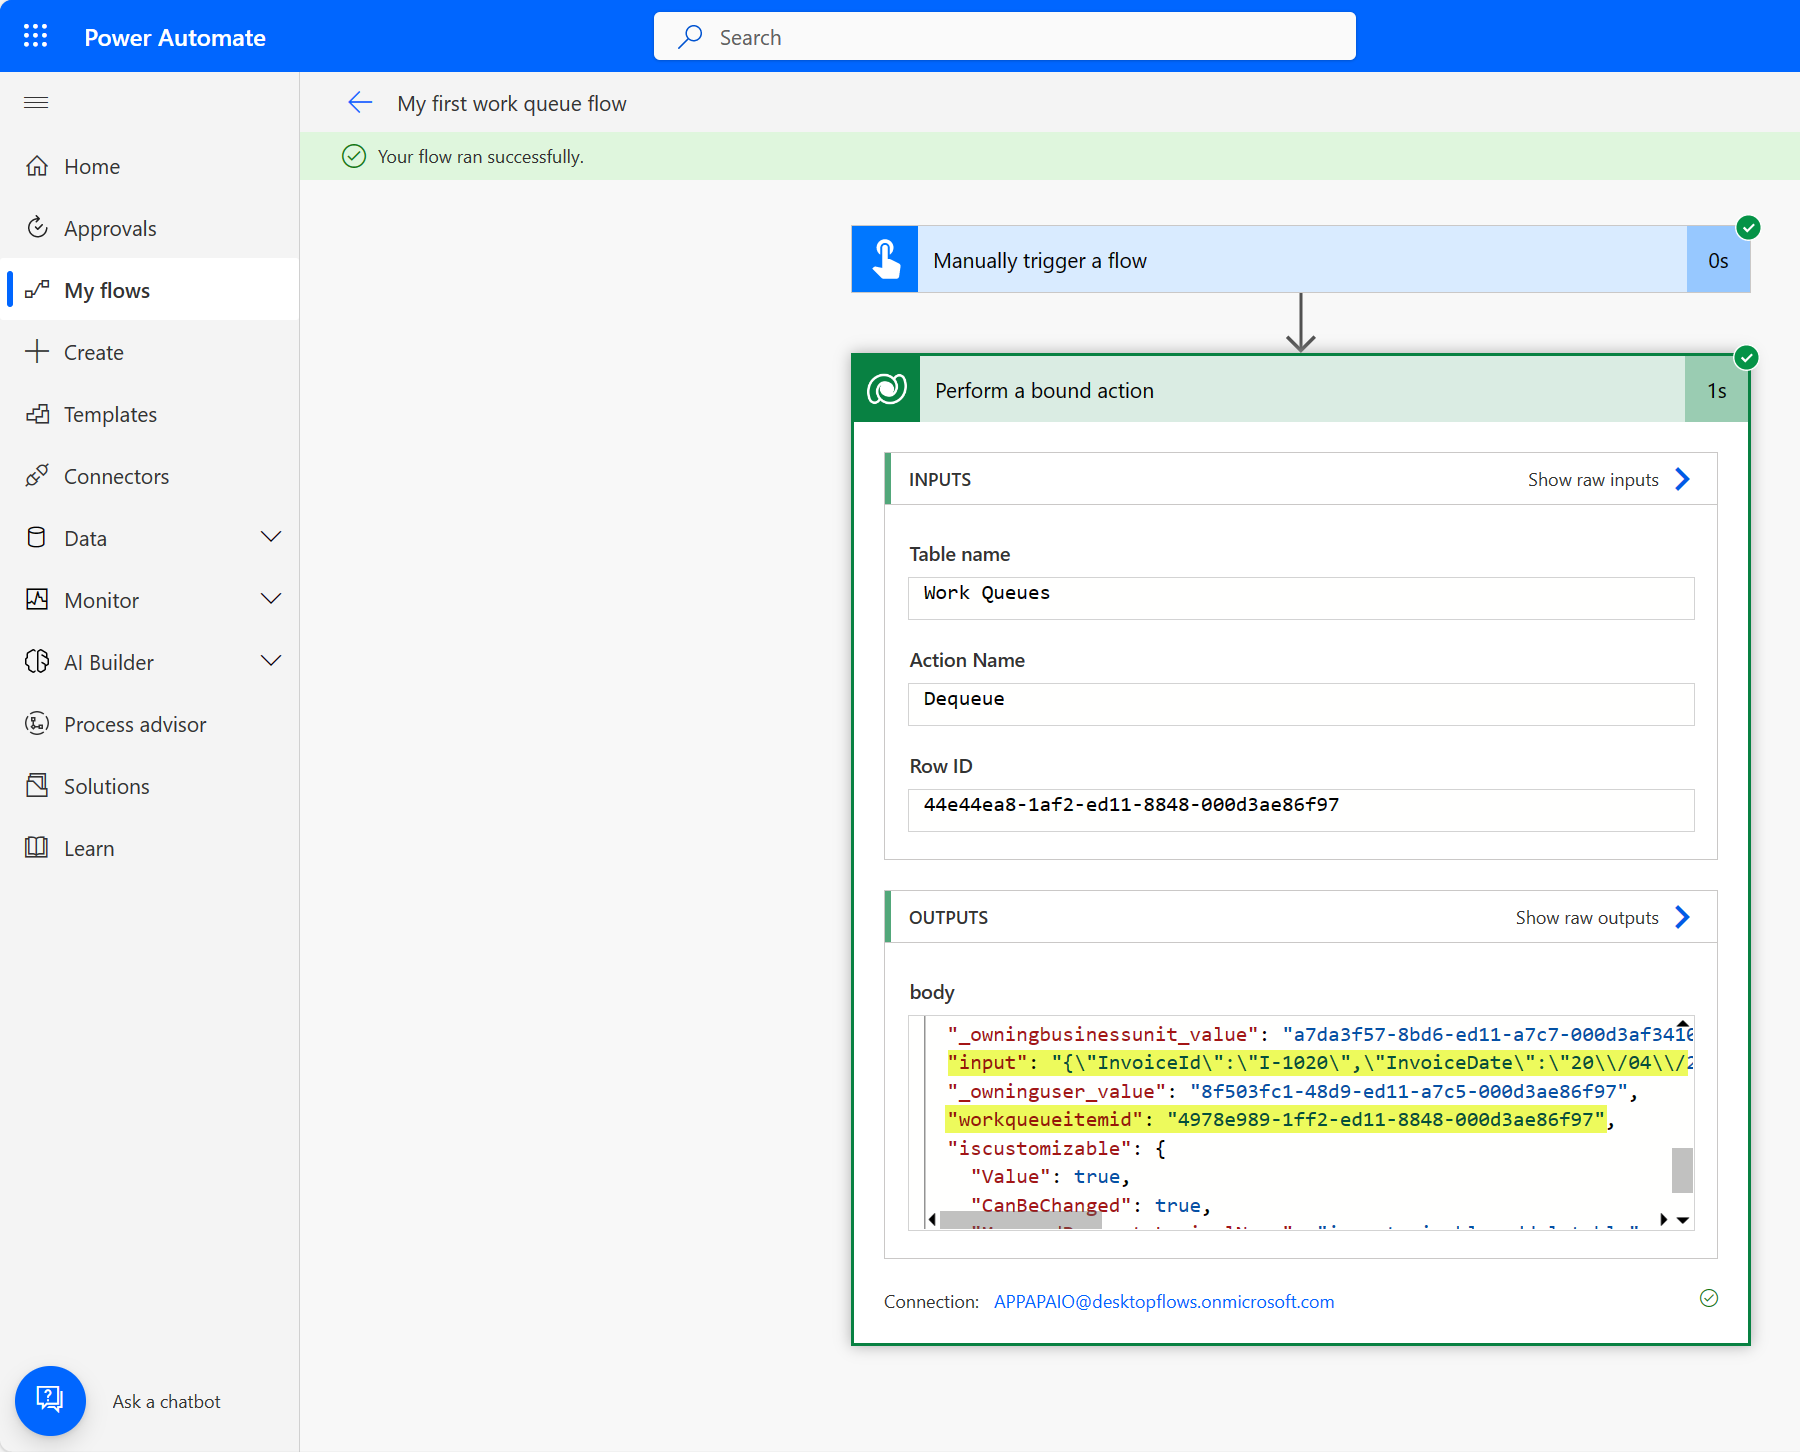 Power Automate
Search
My first work queue flow
Your flow ran successfully.
Home
Approvals
My flows
Create
Templates
Connectors
Data
Monitor
AI Builder
Process advisor
Solutions
Learn
Ask a chatbot
Manually trigger a flow
0s
Perform a bound action
1s
INPUTS
Show raw inputs
Table name
Work Queues
Action Name
Dequeue
Row ID
44e44ea8-1af2-ed11-8848-000d3ae86f97
OUTPUTS
Show raw outputs
body
"_owningbusinessunit_value": "a7da3f57-8bd6-ed11-a7c7-000d3af3410
"input": "{\"InvoiceId\":\"I-1020\",\"InvoiceDate\":\"20\\/04\\/2
"_owninguser_value": "8f503fc1-48d9-ed11-a7c5-000d3ae86f97",
"workqueueitemid": "4978e989-1ff2-ed11-8848-000d3ae86f97",
"iscustomizable": {
"Value": true,
"CanBeChanged": true,
Connection: APPAPAIO@desktopflows.onmicrosoft.com